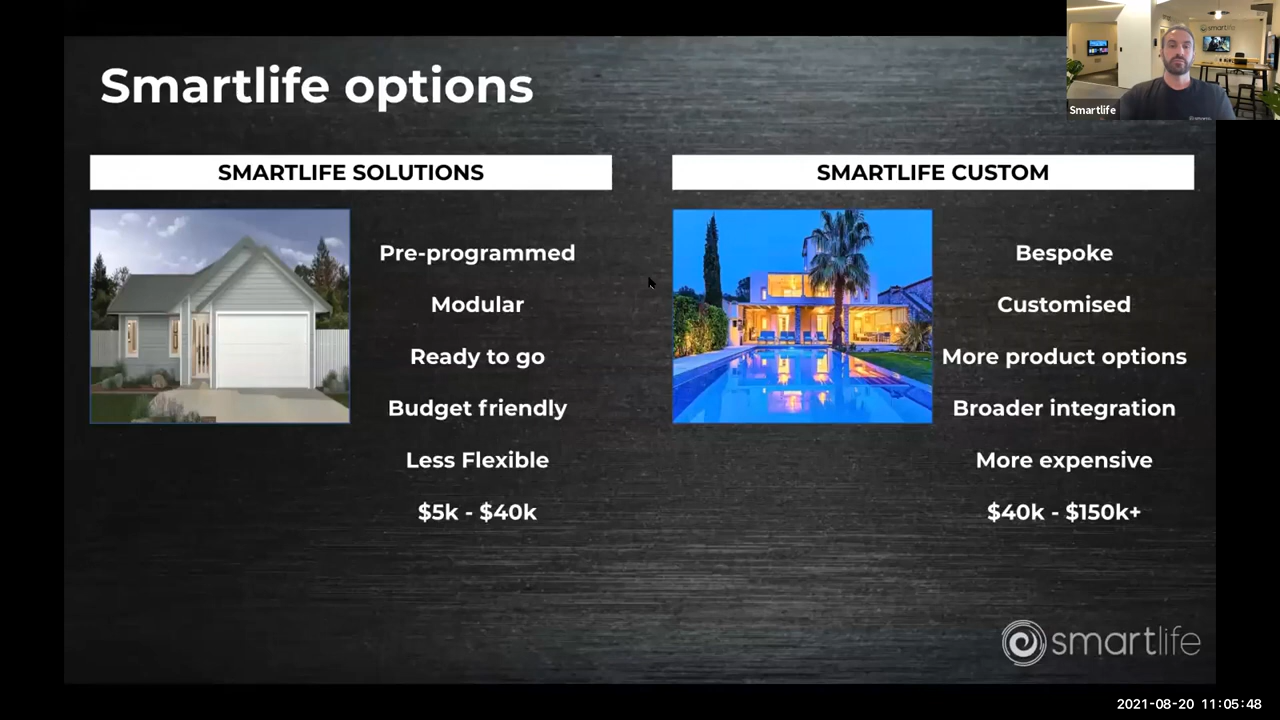 Smartlife options
Smartlife
smartlife
SMARTLIFE SOLUTIONS
Pre-programmed
Modular
Ready to go
Budget friendly
Less Flexible
$5k - $40k
SMARTLIFE CUSTOM
Bespoke
Customised
More product options
Broader integration
More expensive
$40k - $150k+
smartlife
2021-08-20 11:05:48